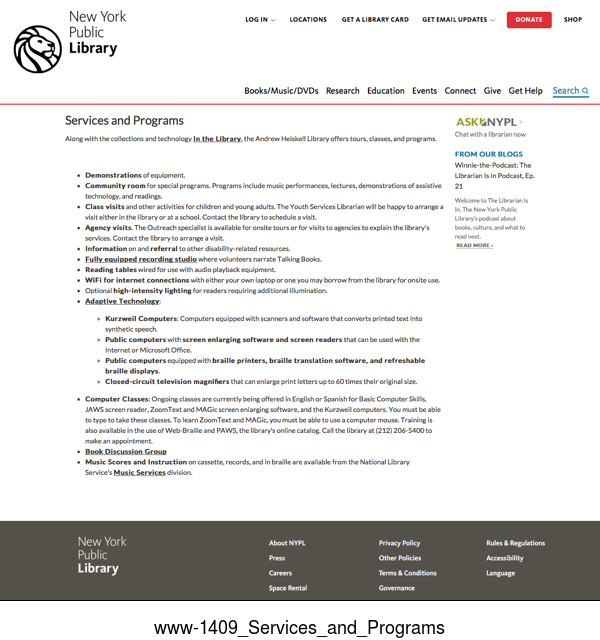 New York
Public
Library
LOG IN
LOCATIONS
GET A LIBRARY CARD
GET EMAIL UPDATES
DONATE
SHOP
Books/Music/DVDs Research Education Events Connect Give Get Help Search
Services and Programs
Along with the collections and technology In the Library, the Andrew Heiskell Library offers tours, classes, and programs.
Demonstrations of equipment.
Community room for special programs. Programs include music performances, lectures, demonstrations of assistive
technology, and readings.
Class visits and other activities for children and young adults. The Youth Services Librarian will be happy to arrange a
visit either in the library or at a school. Contact the library to schedule a visit.
Agency visits. The Outreach specialist is available for onsite tours or for visits to agencies to explain the library's
services. Contact the library to arrange a visit.
Information on and referral to other disability-related resources.
Fully equipped recording studio where volunteers narrate Talking Books.
Reading tables wired for use with audio playback equipment.
WiFi for internet connections with either your own laptop or one you may borrow from the library for onsite use.
Optional high-intensity lighting for readers requiring additional illumination.
Adaptive Technology:
Kurzweil Computers: Computers equipped with scanners and software that converts printed text into
synthetic speech.
Public computers with screen enlarging software and screen readers that can be used with the
Internet or Microsoft Office.
Public computers equipped with braille printers, braille translation software, and refreshable
braille displays.
Closed-circuit television magnifiers that can enlarge print letters up to 60 times their original size.
Computer Classes: Ongoing classes are currently being offered in English or Spanish for Basic Computer Skills,
JAWS screen reader, ZoomText and MAGic screen enlarging software, and the Kurzweil computers. You must be able
to type to take these classes. To learn ZoomText and MAGic, you must be able to use a computer mouse. Training is
also available in the use of Web-Braille and PAWS, the library's online catalog. Call the library at (212) 206-5400 to
make an appointment.
Book Discussion Group
Music Scores and Instruction on cassette, records, and in braille are available from the National Library
Service's Music Services division.
ASK NYPL >
Chat with a librarian now
FROM OUR BLOGS
Winnie-the-Podcast: The
Librarian Is In Podcast, Ep.
21
Welcome to The Librarian Is
In, The New York Public
Library's podcast about
books, culture, and what to
read next.
READ MORE ›
New York
Public
Library
About NYPL
Press
Careers
Space Rental
Privacy Policy
Other Policies
Terms & Conditions
Governance
Rules & Regulations
Accessibility
Language
www-1409_Services_and_Programs